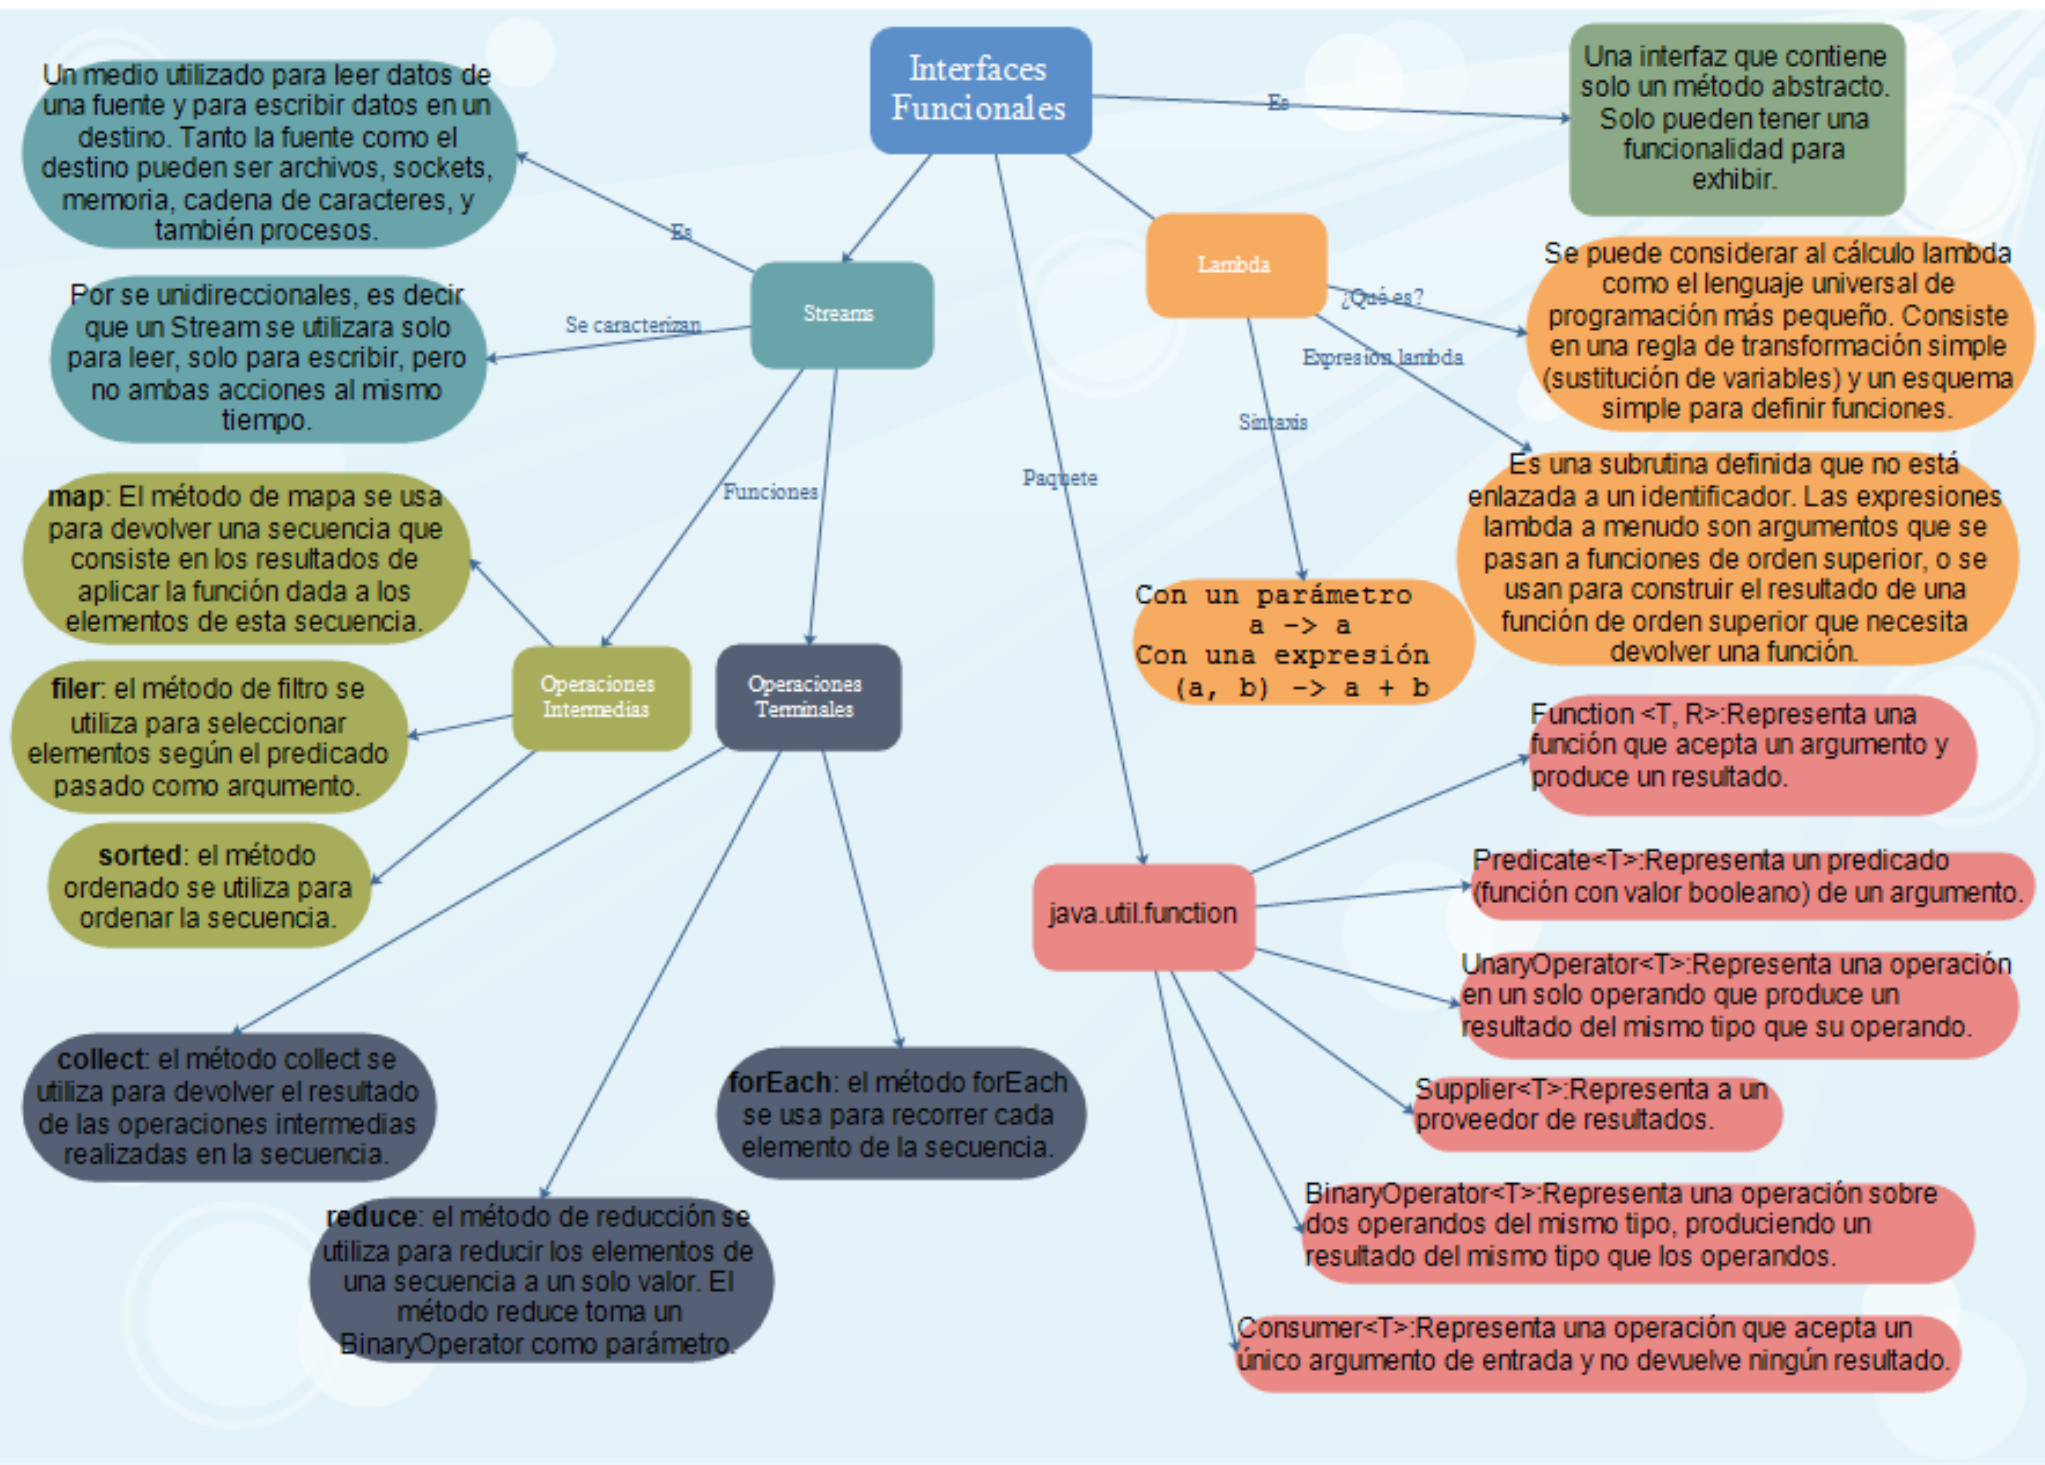 Interfaces
Funcionales
Es
Una interfaz que contiene
solo un método abstracto.
Solo pueden tener una
funcionalidad para
exhibir.
Un medio utilizado para leer datos de
una fuente y para escribir datos en un
destino. Tanto la fuente como el
destino pueden ser archivos, sockets,
memoria, cadena de caracteres, y
también procesos.
Es
Por se unidireccionales, es decir
que un Stream se utilizara solo
para leer, solo para escribir, pero
no ambas acciones al mismo
tiempo.
Se caracterizan
Streams
Funciones
Paquete
Lambda
¿Qué es?
Expresión lambda
Sintaxis
Se puede considerar al cálculo lambda
como el lenguaje universal de
programación más pequeño. Consiste
en una regla de transformación simple
(sustitución de variables) y un esquema
simple para definir funciones.
Es una subrutina definida que no está
enlazada a un identificador. Las expresiones
lambda a menudo son argumentos que se
pasan a funciones de orden superior, o se
usan para construir el resultado de una
función de orden superior que necesita
devolver una función.
Con un parámetro
a -> a
Con una expresión
(a, b) -> a + b
map: El método de mapa se usa
para devolver una secuencia que
consiste en los resultados de
aplicar la función dada a los
elementos de esta secuencia.
filer: el método de filtro se
utiliza para seleccionar
elementos según el predicado
pasado como argumento.
sorted: el método
ordenado se utiliza para
ordenar la secuencia.
Operaciones
Intermedias
Operaciones
Terminales
collect: el método collect se
utiliza para devolver el resultado
de las operaciones intermedias
realizadas en la secuencia.
reduce: el método de reducción se
utiliza para reducir los elementos de
una secuencia a un solo valor. El
método reduce toma un
BinaryOperator como parámetro.
forEach: el método forEach
se usa para recorrer cada
elemento de la secuencia.
java.util.function
Function <T, R>:Representa una
función que acepta un argumento y
produce un resultado.
Predicate<T>:Representa un predicado
(función con valor booleano) de un argumento.
UnaryOperator<T>:Representa una operación
en un solo operando que produce un
resultado del mismo tipo que su operando.
Supplier<T>:Representa a un
proveedor de resultados.
BinaryOperator<T>:Representa una operación sobre
dos operandos del mismo tipo, produciendo un
resultado del mismo tipo que los operandos.
Consumer<T>:Representa una operación que acepta un
único argumento de entrada y no devuelve ningún resultado.